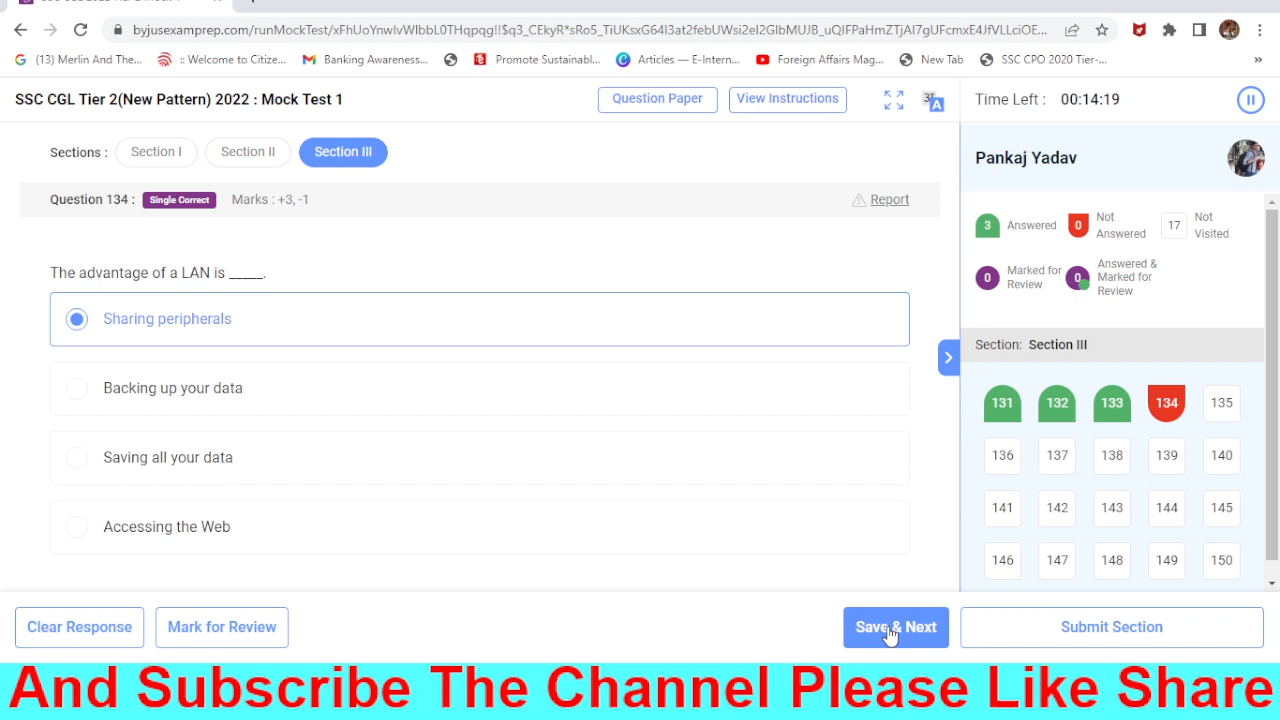 byjusexamprep.com/runMockTest/xFhUoYnwIvWlbbL0THqpqg!!$q3_CEkyR*sRo5_TiUKsxG64I3at2febUWsi2eI2GlbMUJB_uQIFPaHmZTjAI7gUFcmxE4JfVLLciOE...
(13) Merlin And The...
:: Welcome to Citize...
Banking Awareness...
Promote Sustainabl...
Articles — E-Intern...
Foreign Affairs Mag...
New Tab
SSC CPO 2020 Tier-...
»
SSC CGL Tier 2(New Pattern) 2022 : Mock Test 1
Question Paper
View Instructions
Time Left : 00:14:19
Sections : Section I Section II Section III
Pankaj Yadav
Question 134 : Single Correct Marks : +3, -1
Report
3 Answered
0 Not Answered
17 Not Visited
0 Marked for Review
0 Answered & Marked for Review
The advantage of a LAN is _____.
Sharing peripherals
Backing up your data
Saving all your data
Accessing the Web
Section: Section III
131 132 133 134 135
136 137 138 139 140
141 142 143 144 145
146 147 148 149 150
Clear Response
Mark for Review
Save & Next
Submit Section
And Subscribe The Channel Please Like Share